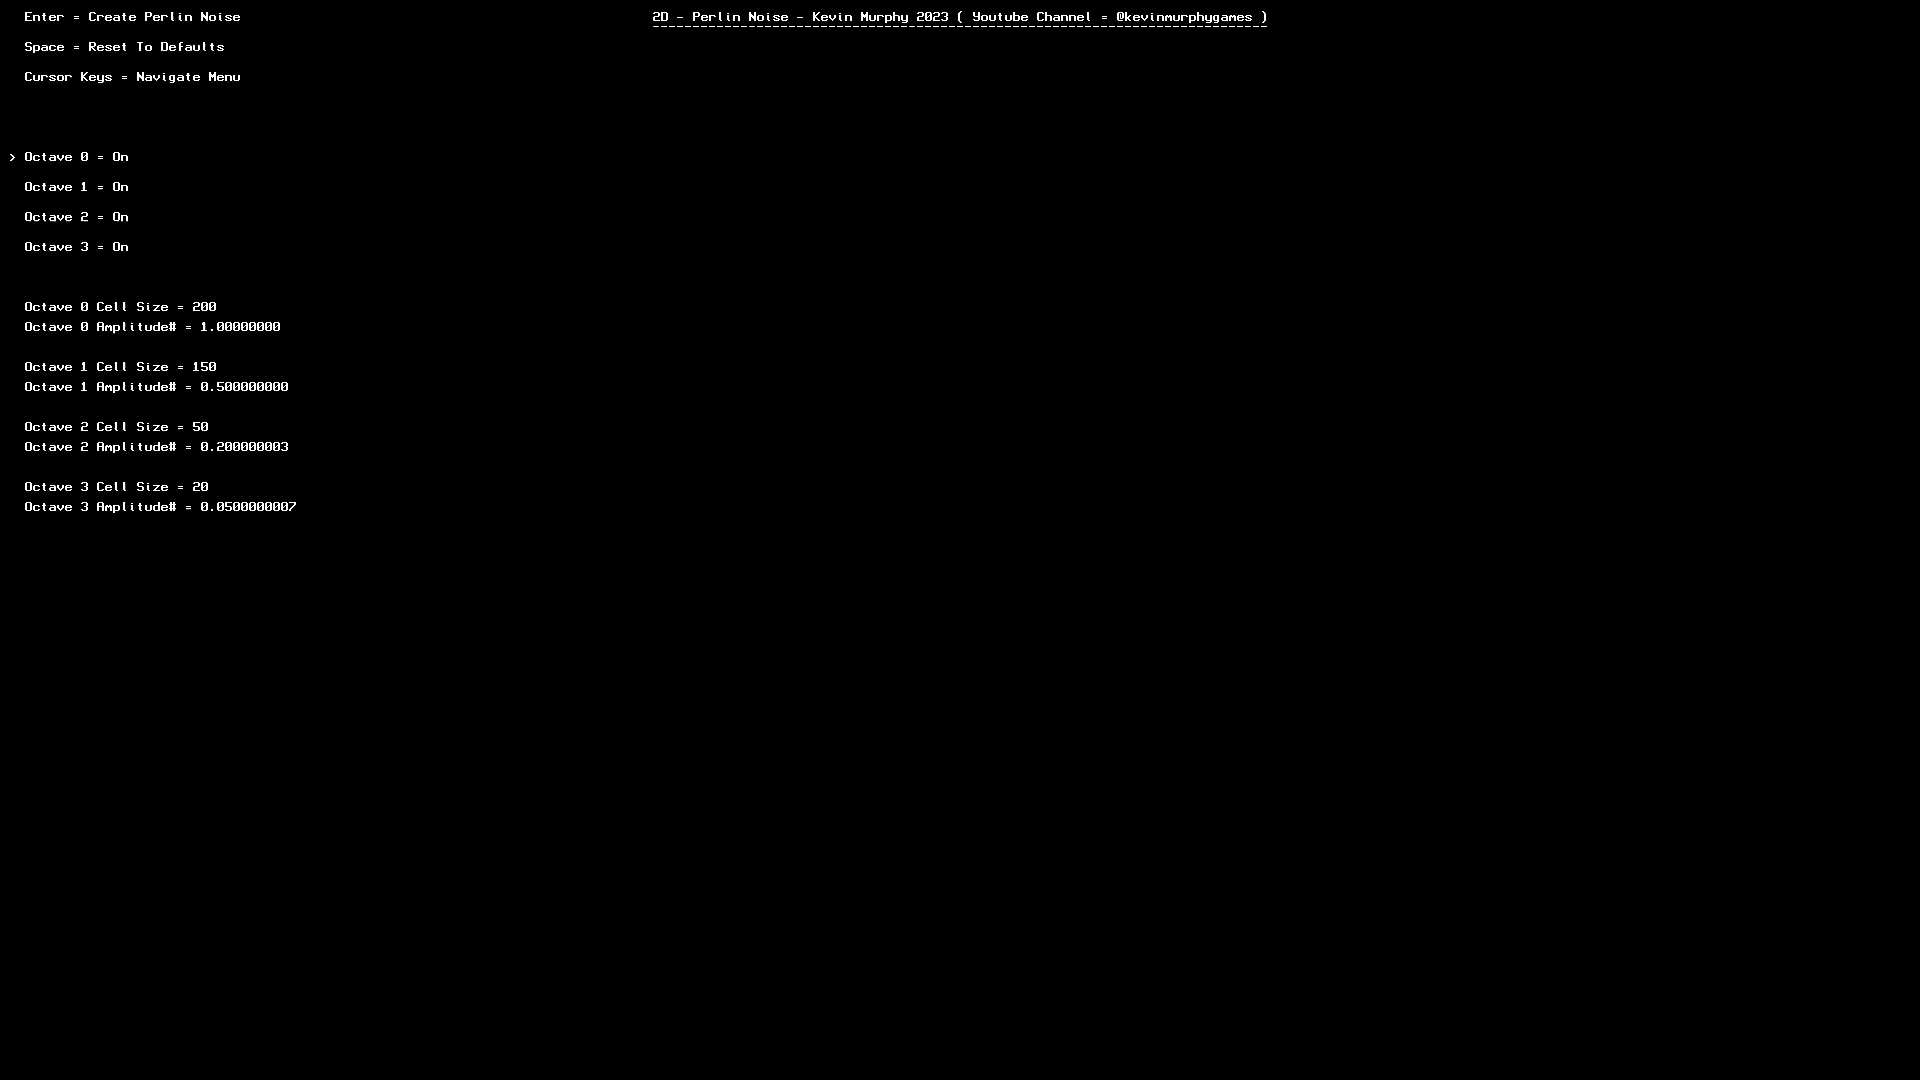 Enter = Create Perlin Noise
2D - Perlin Noise - Kevin Murphy 2023 ( Youtube Channel = @kevinmurphygames )
Space = Reset To Defaults
Cursor Keys = Navigate Menu
> Octave 0 = On
Octave 1 = On
Octave 2 = On
Octave 3 = On
Octave 0 Cell Size = 200
Octave 0 Amplitude# = 1.00000000
Octave 1 Cell Size = 150
Octave 1 Amplitude# = 0.500000000
Octave 2 Cell Size = 50
Octave 2 Amplitude# = 0.200000003
Octave 3 Cell Size = 20
Octave 3 Amplitude# = 0.0500000007